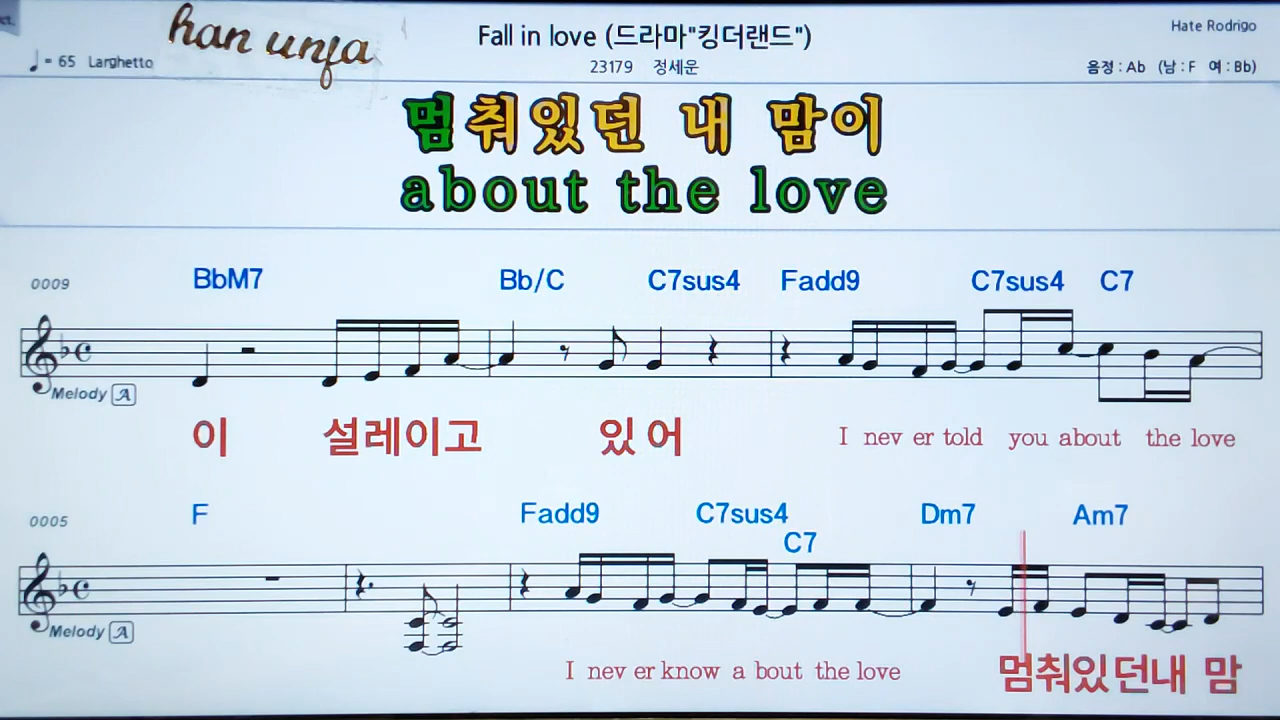 ct.
han unfa
Fall in love (드라마"킹더랜드")
Hate Rodrigo
♩= 65 Larghetto
23179 정세운
음정 : Ab (남 : F 여 : Bb)
멈춰있던 내 맘이
about the love
0009 BbM7 Bb/C C7sus4 Fadd9 C7sus4 C7
Melody A
이 설레이고 있어 I nev er told you about the love
0005 F Fadd9 C7sus4 C7 Dm7 Am7
Melody A
I nev er know a bout the love 멈춰있던내 맘